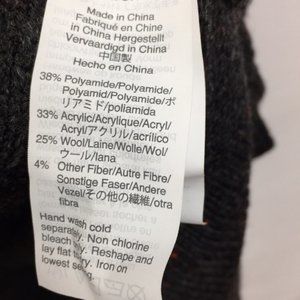 Made in China
Fabriqué en Chine
In China Hergestellt
Vervaardigd in China
中国製
Hecho en China
38% Polyamide/Polyamide/
Polyamid/Polyamide/ポ
リアミド/poliamida
33% Acrylic/Acrylique/Acryl/
Acryl/アクリル/acrílico
25% Wool/Laine/Wolle/Wol/
ウール/lana
4% Other Fiber/Autre Fibre/
Sonstige Faser/Andere
Vezel/その他の繊維/otra
fibra
Hand wash cold
separately. Non chlorine
bleach. Reshape and
lay flat dry. Iron on
lowest setting.